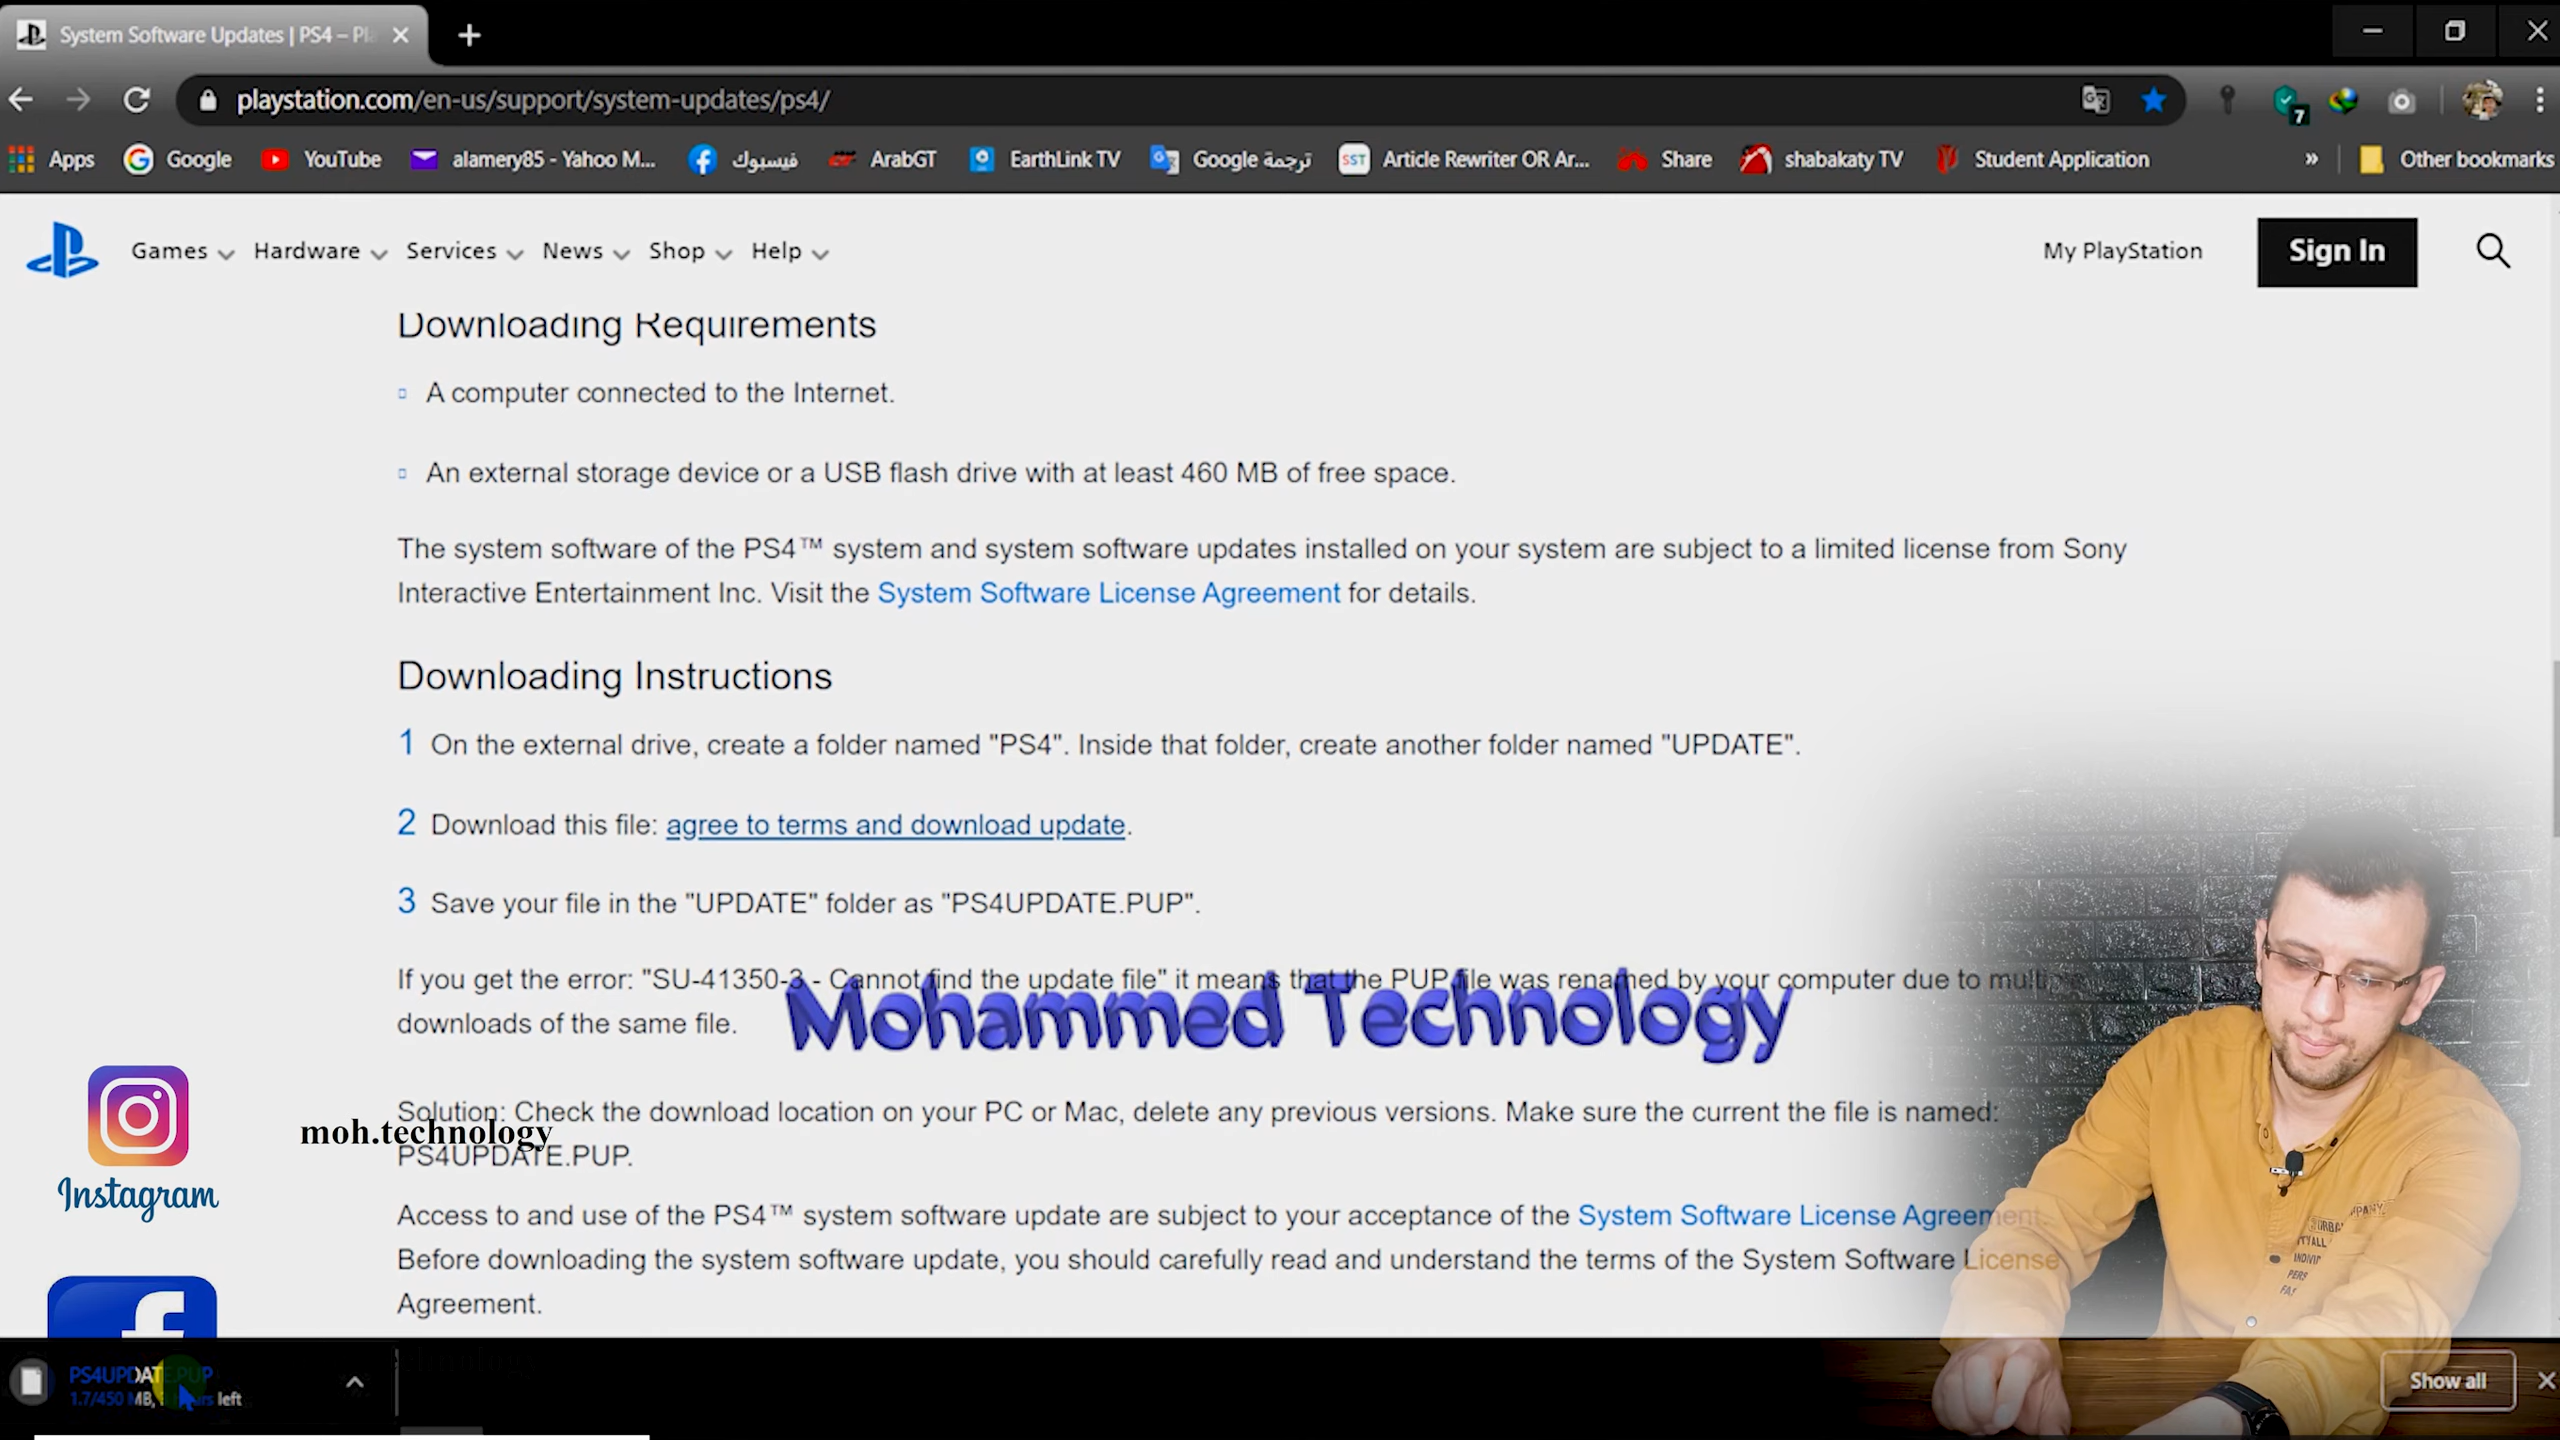 System Software Updates | PS4 – Pl
playstation.com/en-us/support/system-updates/ps4/
7
Apps
Google
YouTube
alamery85 - Yahoo M...
فيسبوك
ArabGT
EarthLink TV
ترجمة Google
SST
Article Rewriter OR Ar...
Share
shabakaty TV
Student Application
»
Other bookmarks
Games
Hardware
Services
News
Shop
Help
My PlayStation
Sign In
Downloading Requirements
A computer connected to the Internet.
An external storage device or a USB flash drive with at least 460 MB of free space.
The system software of the PS4™ system and system software updates installed on your system are subject to a limited license from Sony
Interactive Entertainment Inc. Visit the System Software License Agreement for details.
Downloading Instructions
1 On the external drive, create a folder named "PS4". Inside that folder, create another folder named "UPDATE".
2 Download this file: agree to terms and download update.
3 Save your file in the "UPDATE" folder as "PS4UPDATE.PUP".
If you get the error: "SU-41350-3 - Cannot find the update file" it means that the PUP file was renamed by your computer due to
downloads of the same file.
Mohammed Technology
Solution: Check the download location on your PC or Mac, delete any previous versions. Make sure the current the file is named:
PS4UPDATE.PUP.
moh.technology
Instagram
Access to and use of the PS4™ system software update are subject to your acceptance of the System Software License Agreement.
Before downloading the system software update, you should carefully read and understand the terms of the System Software License
Agreement.
PS4UPDATE.PUP
1.7/450 MB, left
Show all